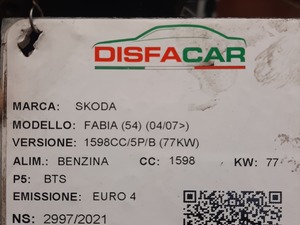 DISFACAR
MARCA: SKODA
MODELLO: FABIA (54) (04/07>)
VERSIONE: 1598CC/5P/B (77KW)
ALIM.: BENZINA CC: 1598 KW: 77
P5: BTS
EMISSIONE: EURO 4
NS: 2997/2021